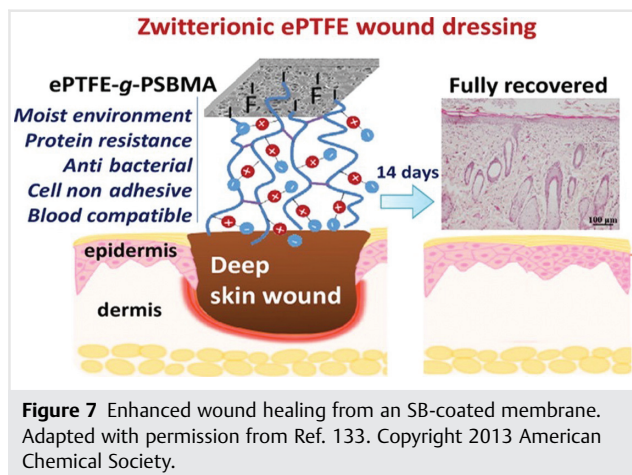 Zwitterionic ePTFE wound dressing
ePTFE-g-PSBMA
Moist environment
Protein resistance
Anti bacterial
Cell non adhesive
Blood compatible
F
F
14 days
Fully recovered
100 μm
epidermis
dermis
Deep
skin wound
Figure 7 Enhanced wound healing from an SB-coated membrane.
Adapted with permission from Ref. 133. Copyright 2013 American
Chemical Society.